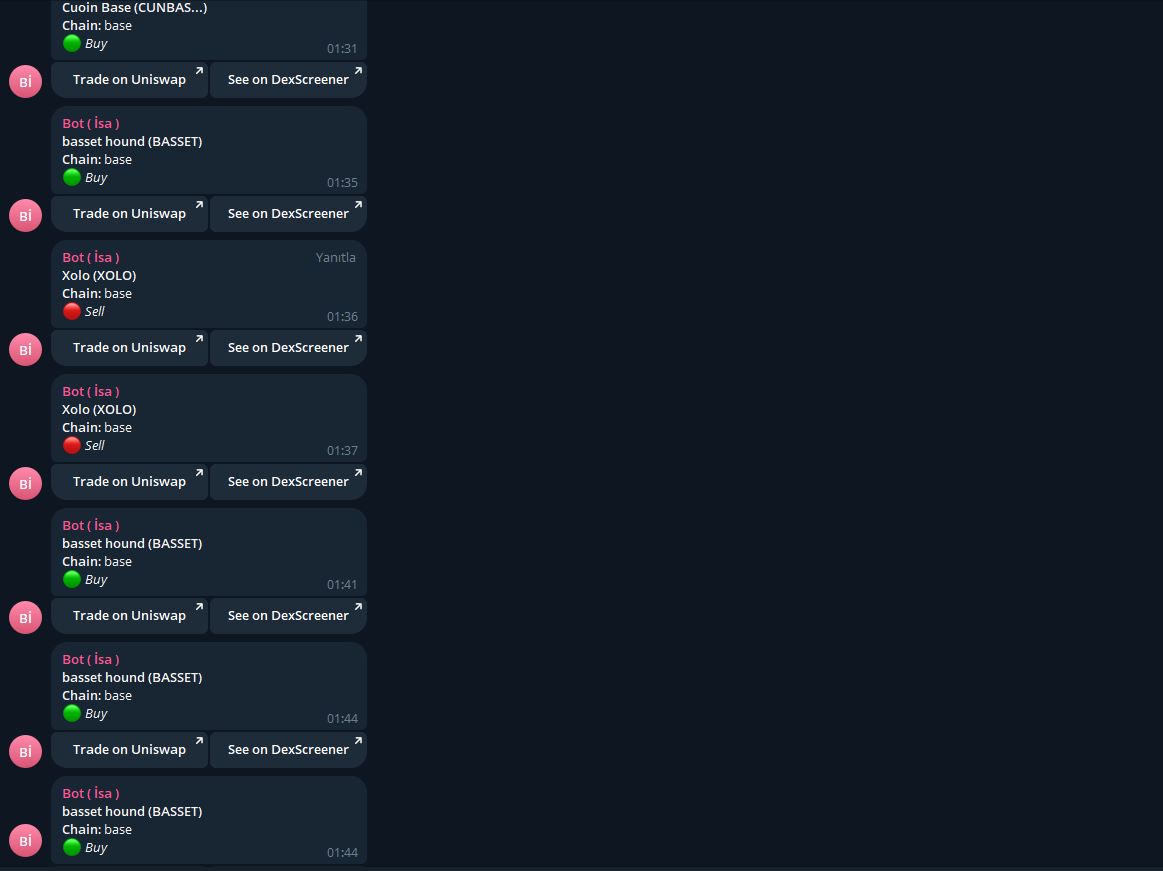 Cuoin Base (CUNBAS...)
Chain: base
Buy
01:31
Bİ
Trade on Uniswap
See on DexScreener
Bot ( İsa )
basset hound (BASSET)
Chain: base
Buy
01:35
Bİ
Trade on Uniswap
See on DexScreener
Bot ( İsa )
Yanıtla
Xolo (XOLO)
Chain: base
Sell
01:36
Bİ
Trade on Uniswap
See on DexScreener
Bot ( İsa )
Xolo (XOLO)
Chain: base
Sell
01:37
Bİ
Trade on Uniswap
See on DexScreener
Bot ( İsa )
basset hound (BASSET)
Chain: base
Buy
01:41
Bİ
Trade on Uniswap
See on DexScreener
Bot ( İsa )
basset hound (BASSET)
Chain: base
Buy
01:44
Bİ
Trade on Uniswap
See on DexScreener
Bot ( İsa )
basset hound (BASSET)
Chain: base
Bİ
Buy
01:44